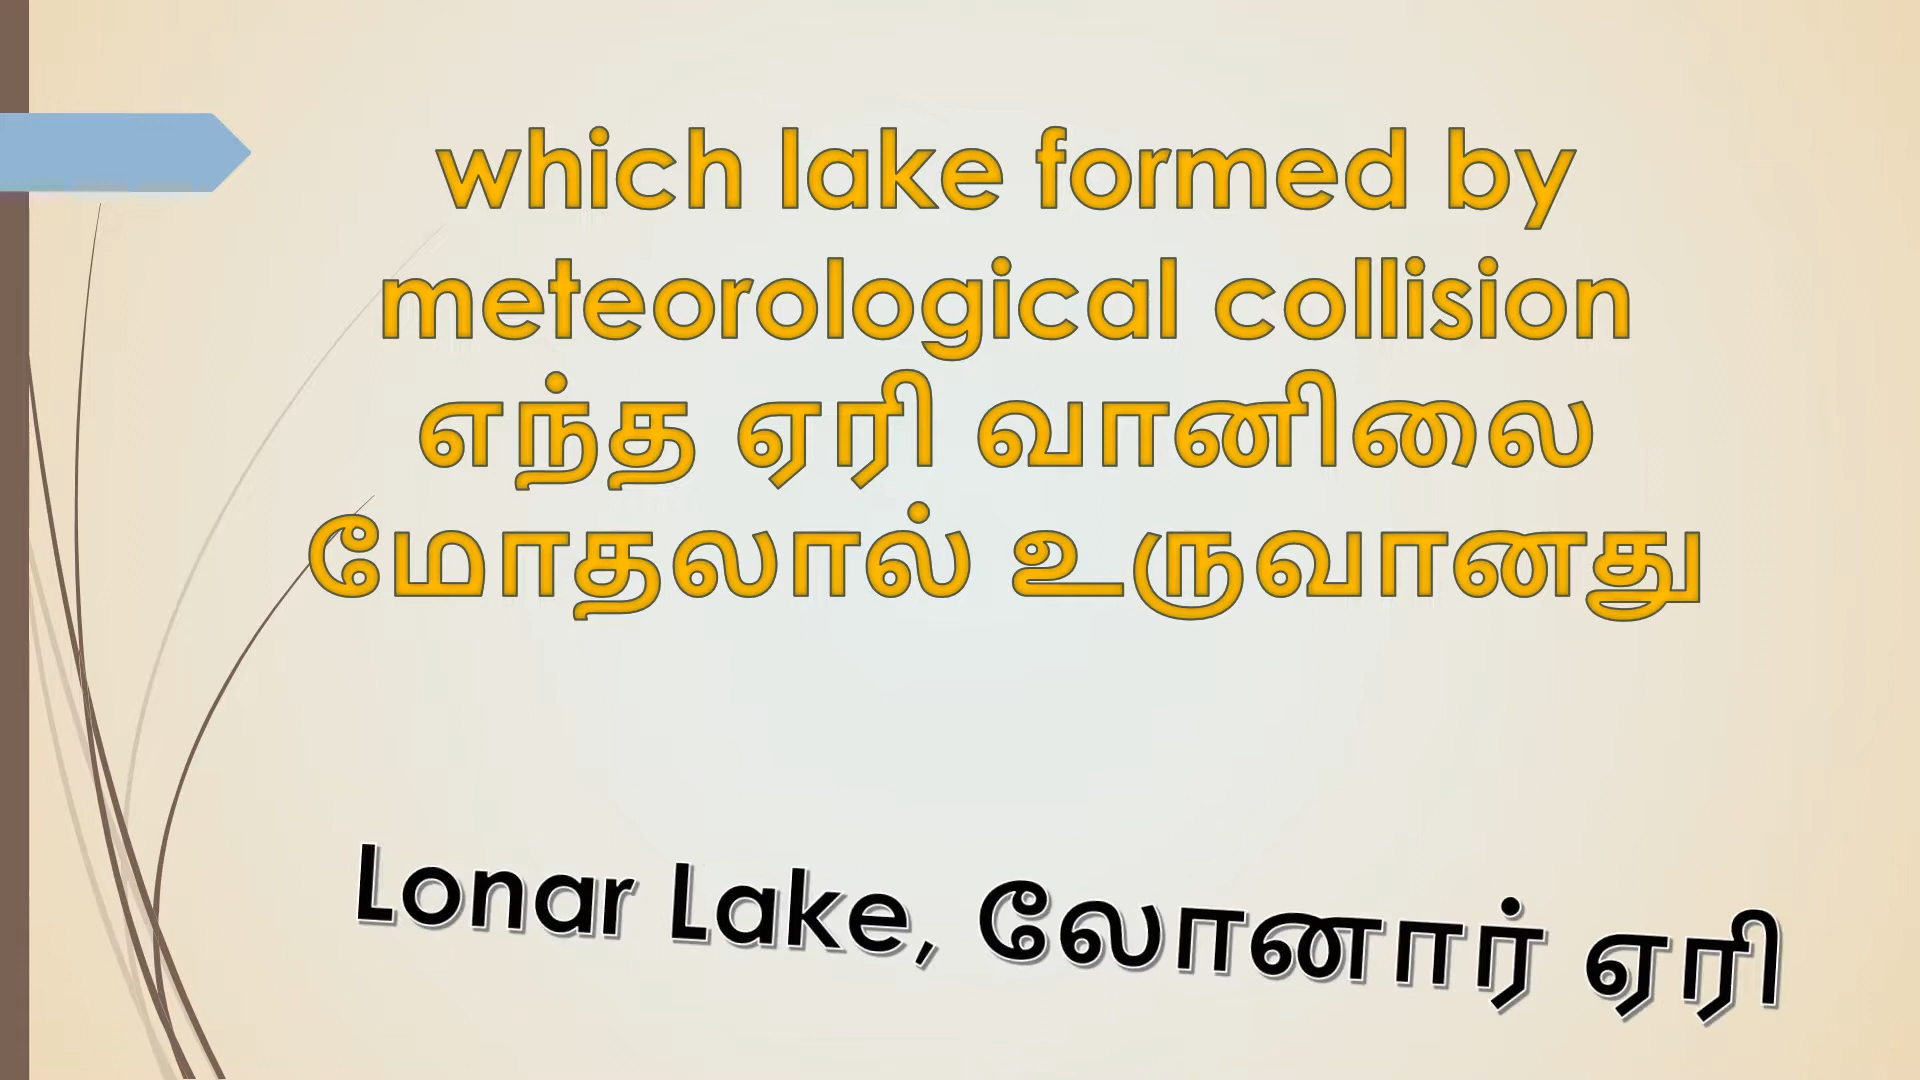 which lake formed by
meteorological collision
எந்த ஏரி வானிலை
மோதலால் உருவானது
Lonar Lake, லோனார் ஏரி